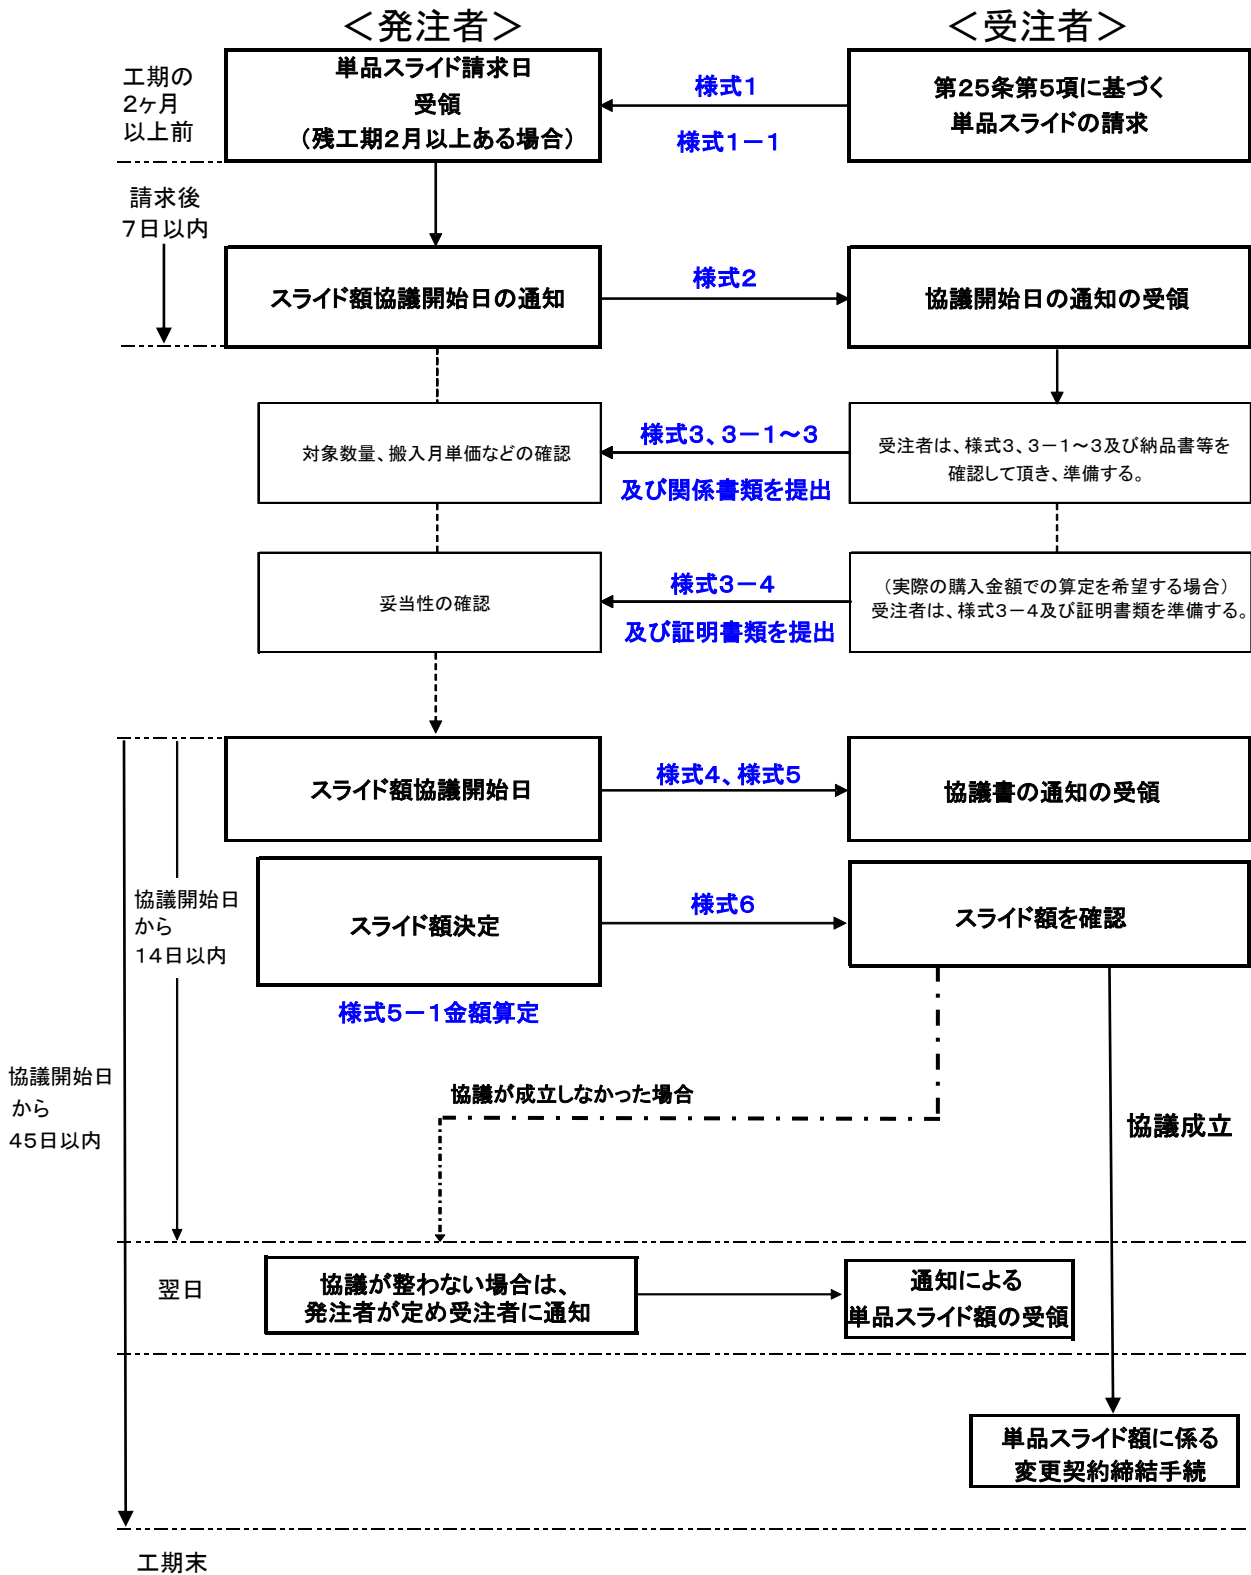 ＜発注者＞
＜受注者＞
工期の
２ヶ月
以上前
単品スライド請求日
受領
（残工期２月以上ある場合）
様式１
様式１－１
第２５条第５項に基づく
単品スライドの請求
請求後
７日以内
スライド額協議開始日の通知
様式２
協議開始日の通知の受領
対象数量、搬入月単価などの確認
様式３、３－１～３
及び関係書類を提出
受注者は、様式３、３－１～３及び納品書等を
確認して頂き、準備する。
妥当性の確認
様式３－４
及び証明書類を提出
（実際の購入金額での算定を希望する場合）
受注者は、様式３－４及び証明書類を準備する。
スライド額協議開始日
様式４、様式５
協議書の通知の受領
協議開始日
から
１４日以内
スライド額決定
様式６
スライド額を確認
様式５－１金額算定
協議開始日
から
４５日以内
協議が成立しなかった場合
協議成立
翌日
協議が整わない場合は、
発注者が定め受注者に通知
通知による
単品スライド額の受領
単品スライド額に係る
変更契約締結手続
工期末